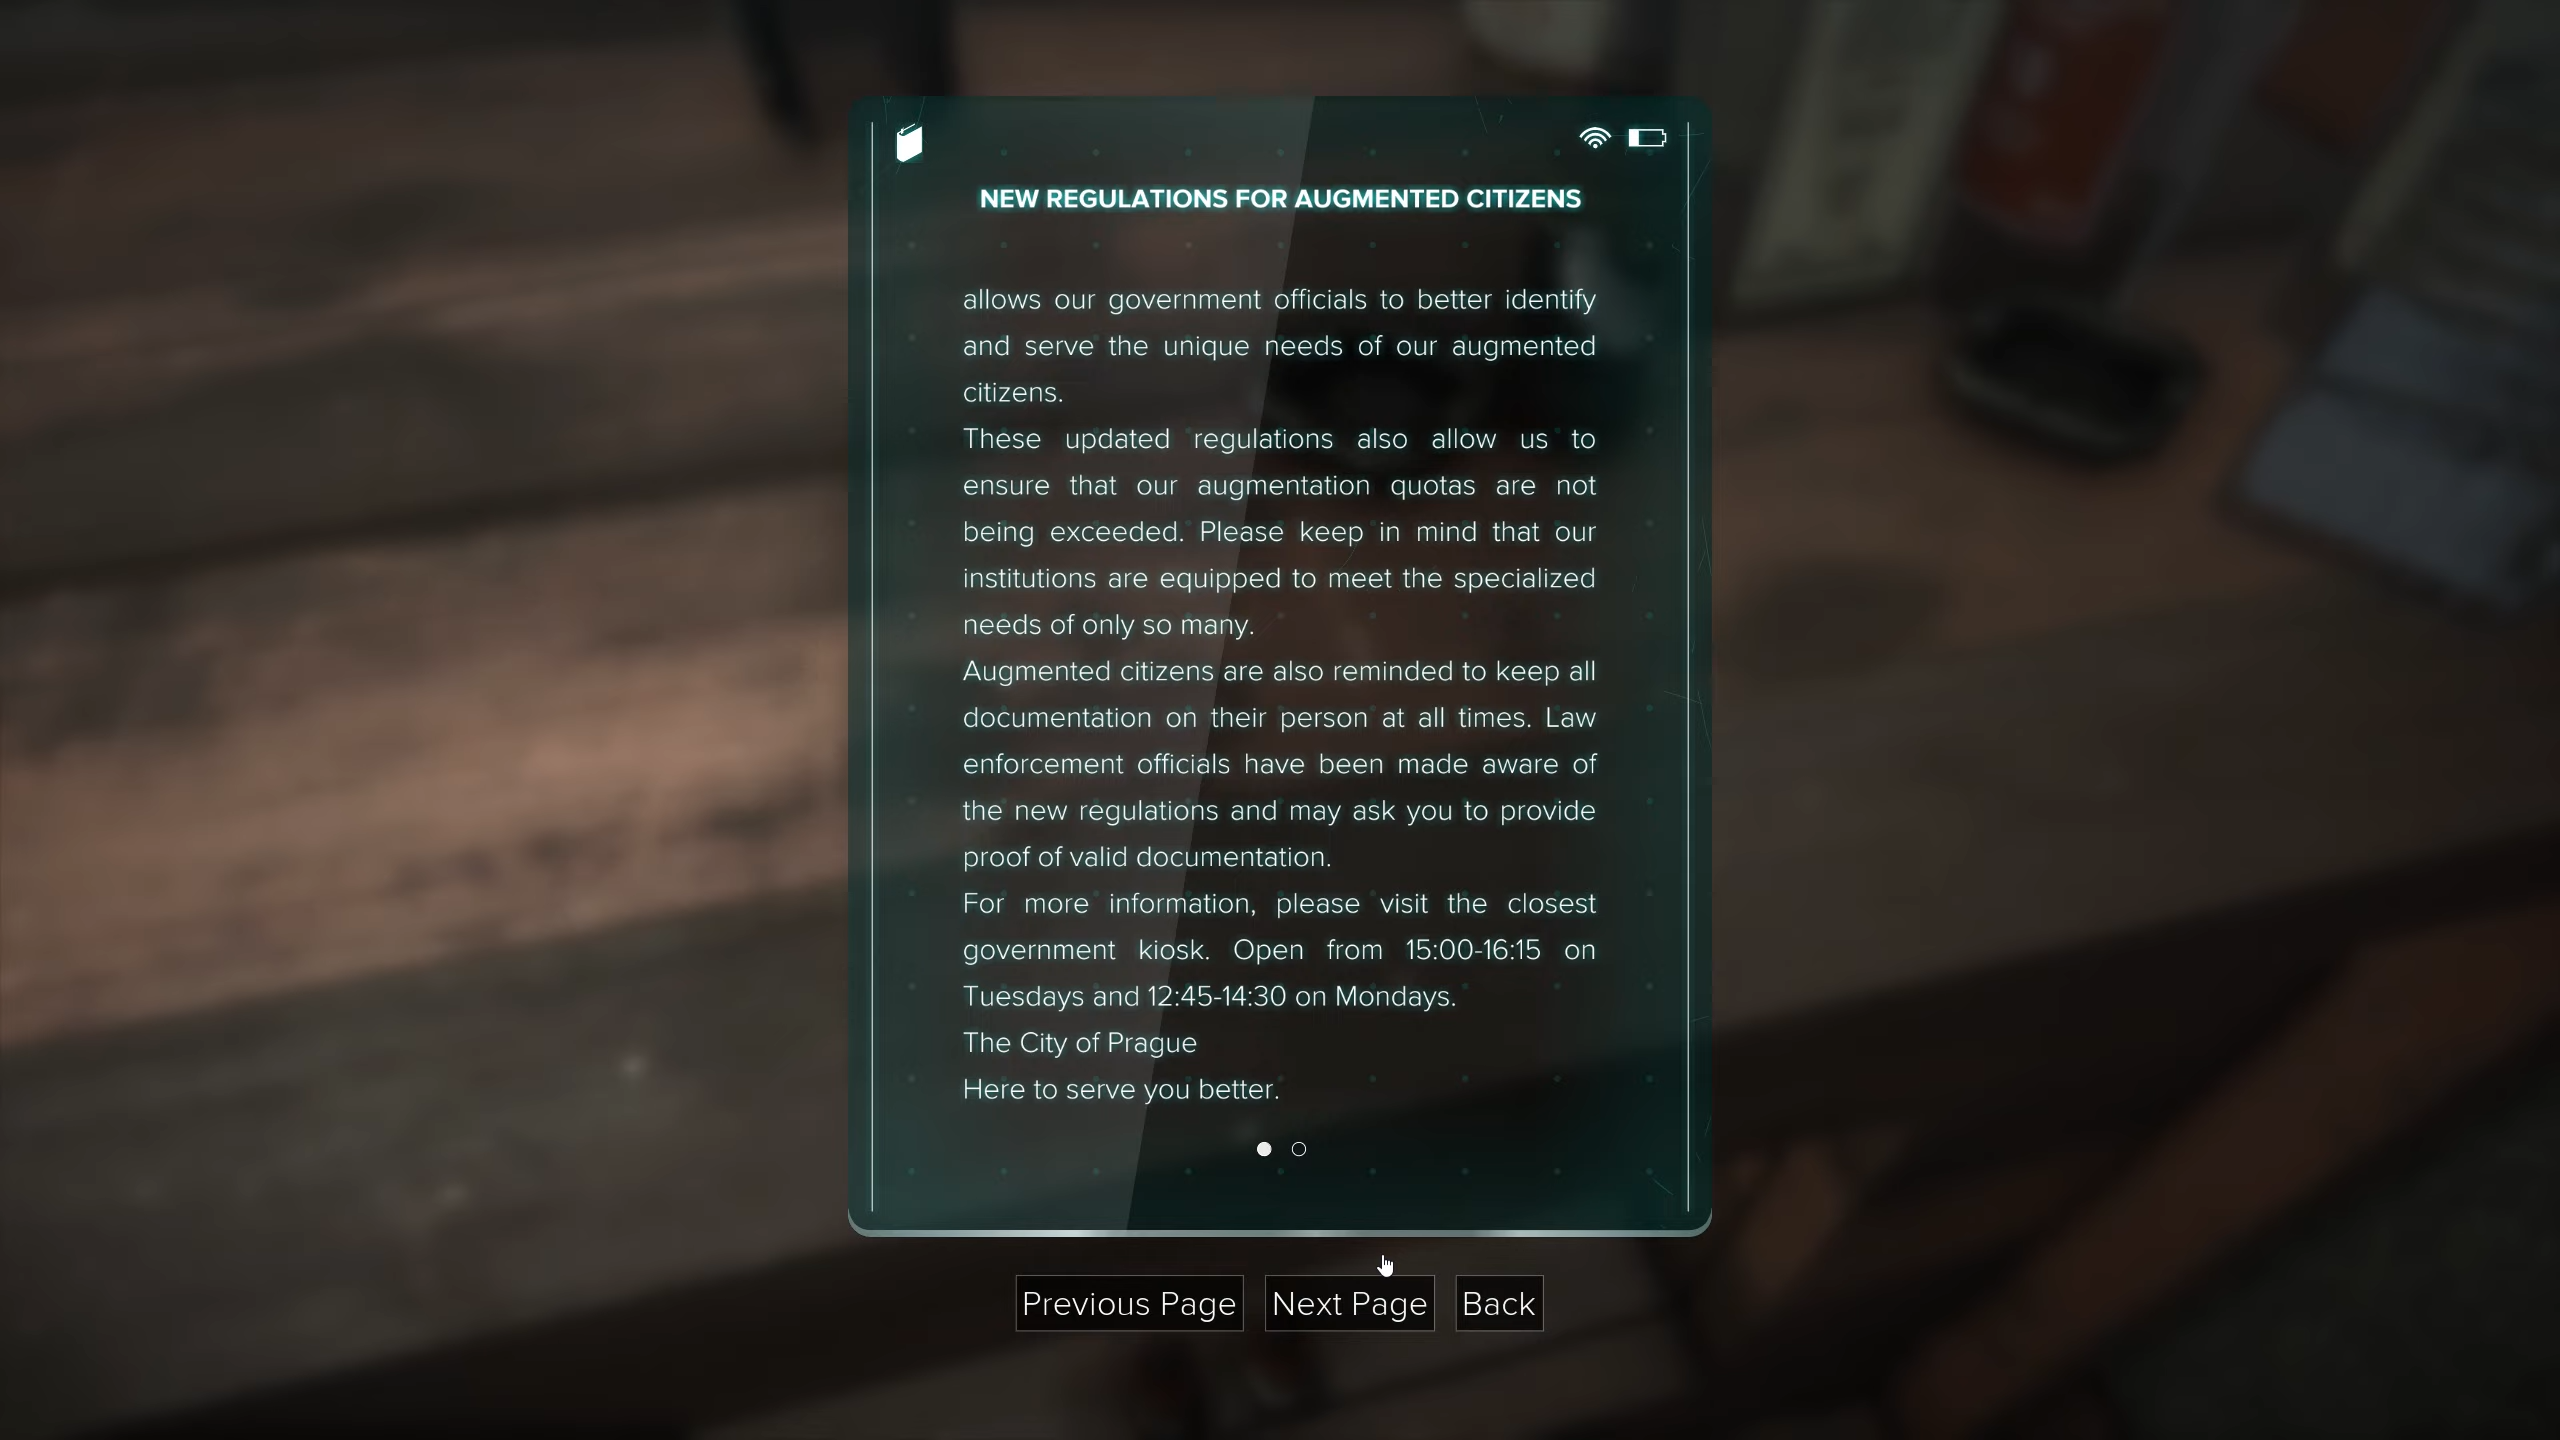 NEW REGULATIONS FOR AUGMENTED CITIZENS
allows our government officials to better identify
and serve the unique needs of our augmented
citizens.
These updated regulations also allow us to
ensure that our augmentation quotas are not
being exceeded. Please keep in mind that our
institutions are equipped to meet the specialized
needs of only so many.
Augmented citizens are also reminded to keep all
documentation on their person at all times. Law
enforcement officials have been made aware of
the new regulations and may ask you to provide
proof of valid documentation.
For more information, please visit the closest
government kiosk. Open from 15:00-16:15 on
Tuesdays and 12:45-14:30 on Mondays.
The City of Prague
Here to serve you better.
Previous Page Next Page Back